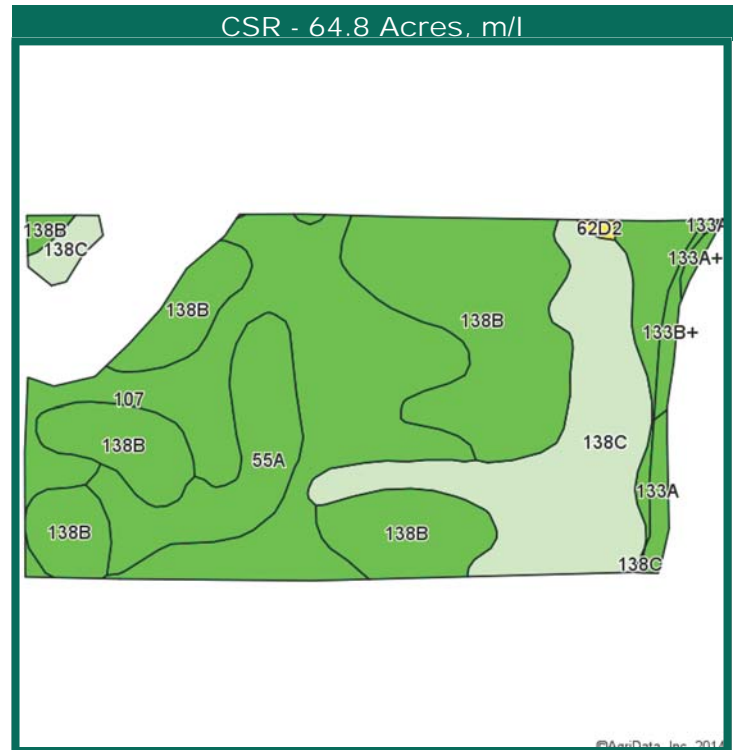 CSR - 64.8 Acres, m/l
138B
138C
62D2
133A
133A+
138B
138B
133B+
107
138B
138C
55A
133A
138B
138B
138C
©AgriData, Inc. 2014